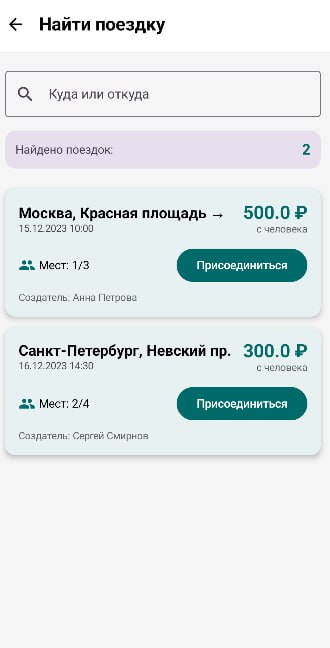 Найти поездку
Куда или откуда
Найдено поездок: 2
Москва, Красная площадь → 500.0 ₽
15.12.2023 10:00 с человека
Мест: 1/3 Присоединиться
Создатель: Анна Петрова
Санкт-Петербург, Невский пр. 300.0 ₽
16.12.2023 14:30 с человека
Мест: 2/4 Присоединиться
Создатель: Сергей Смирнов